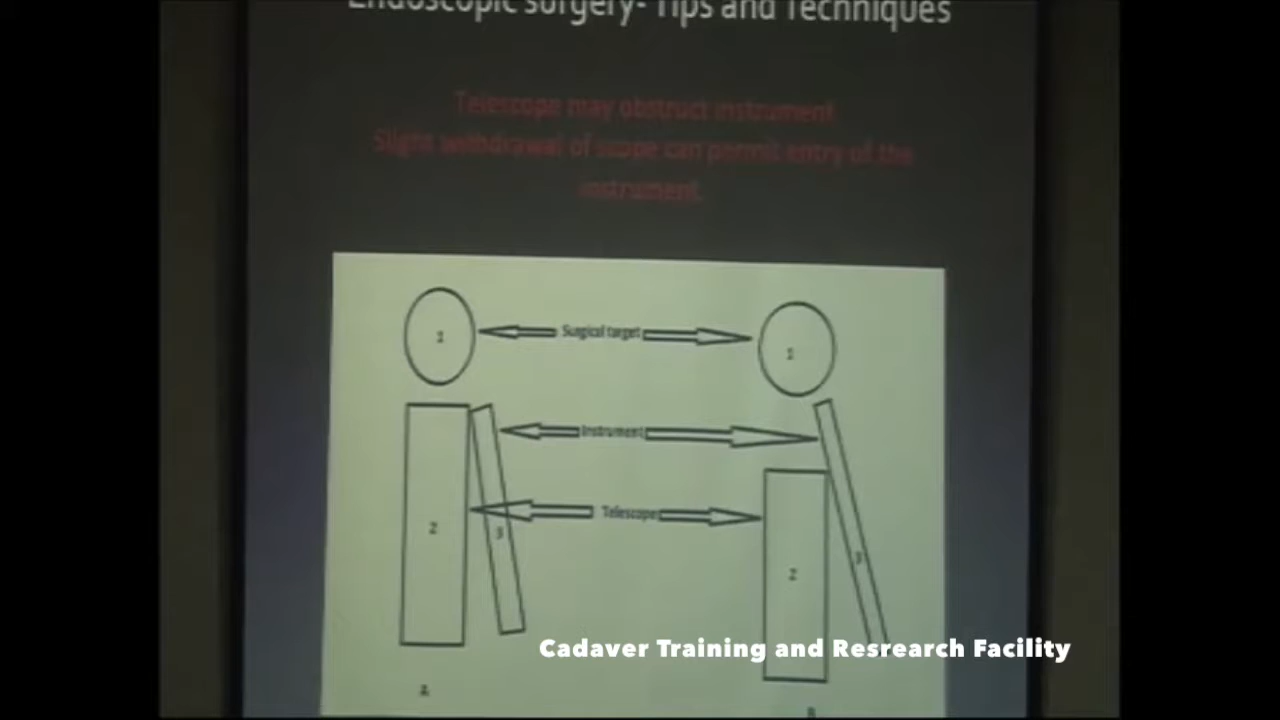 Endoscopic surgery- Tips and Techniques
Telescope may obstruct instrument
Slight withdrawal of scope can permit entry of the
instrument.
1
Surgical target
1
Instrument
Telescope
2
3
2
3
A
B
Cadaver Training and Resrearch Facility